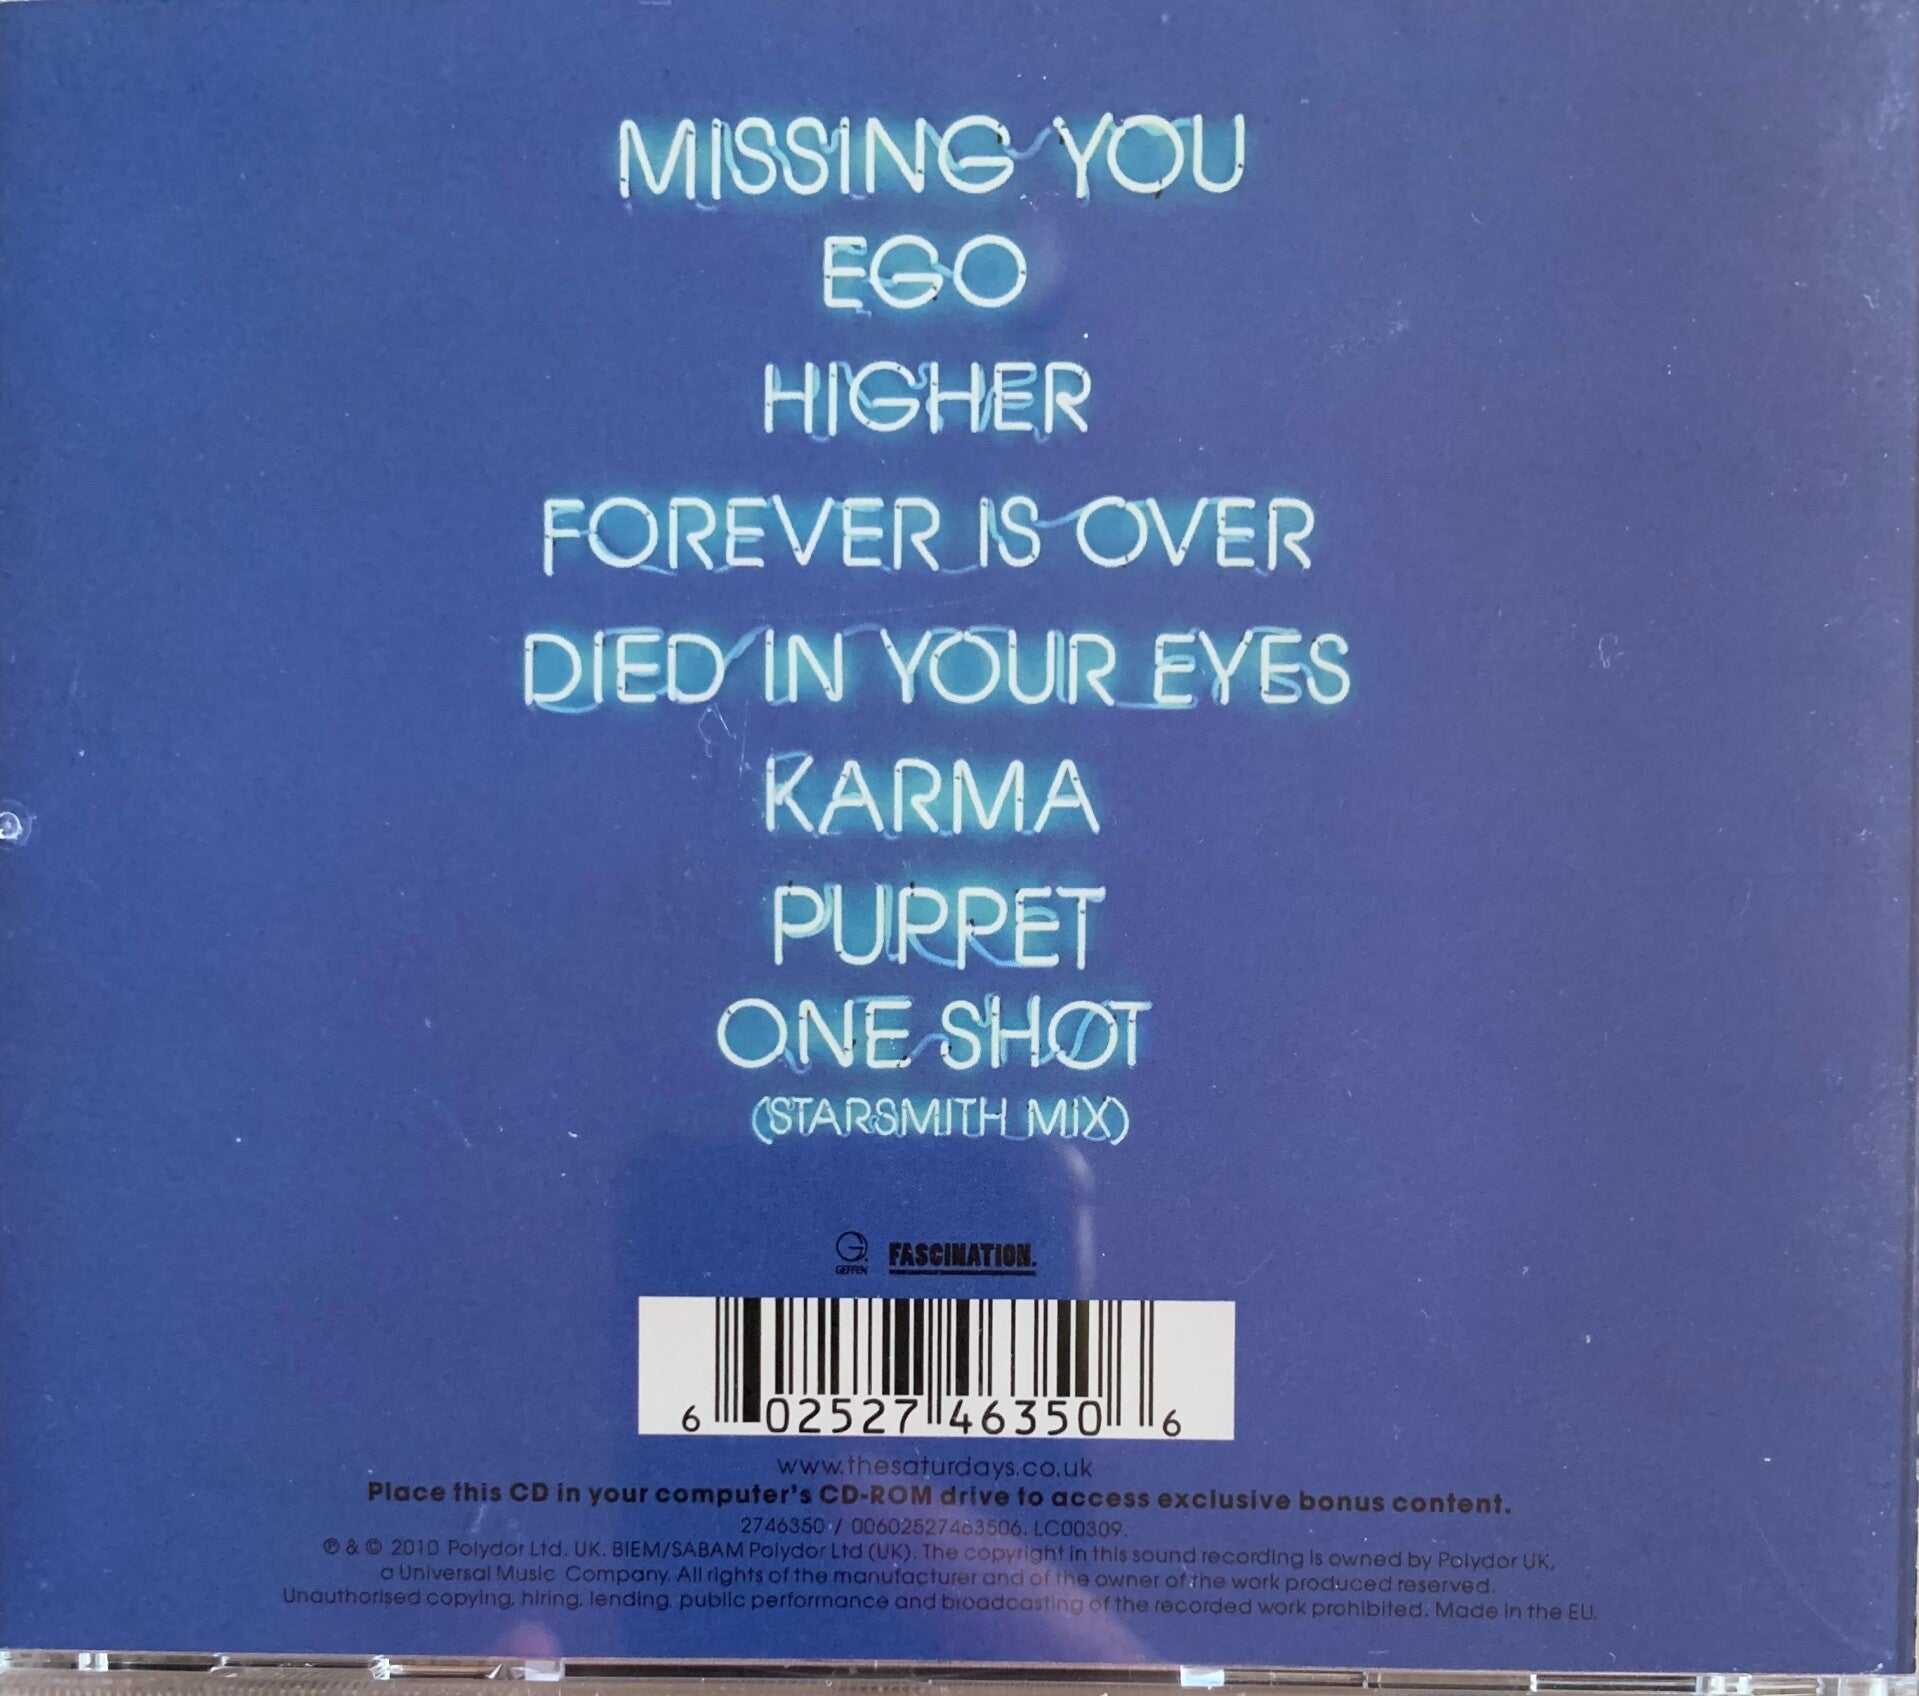 MISSING YOU
EGO
HIGHER
FOREVER IS OVER
DIED IN YOUR EYES
KARMA
PUPPET
ONE SHOT
(STARSMITH MIX)
G GEFFEN FASCINATION.
6 02527 46350 6
www.thesaturdays.co.uk
Place this CD in your computer's CD-ROM drive to access exclusive bonus content.
2746350 / 00602527463506. LC00309.
℗ & © 2010 Polydor Ltd. UK. BIEM/SABAM Polydor Ltd (UK). The copyright in this sound recording is owned by Polydor UK,
a Universal Music Company. All rights of the manufacturer and of the owner of the work produced reserved.
Unauthorised copying, hiring, lending, public performance and broadcasting of the recorded work prohibited. Made in the EU.